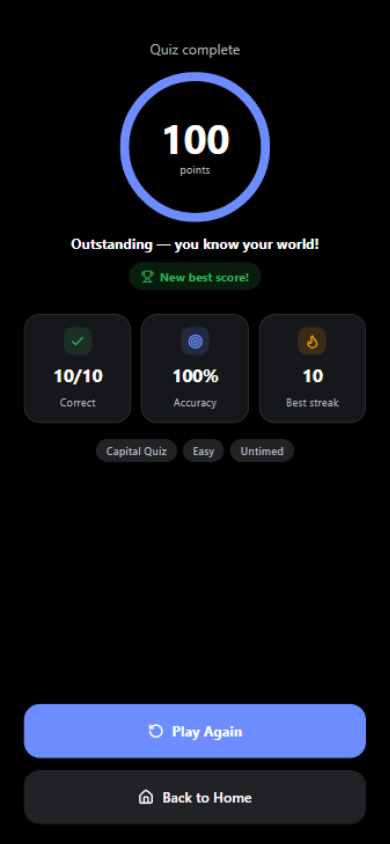 Quiz complete
100
points
Outstanding — you know your world!
New best score!
10/10
Correct
100%
Accuracy
10
Best streak
Capital Quiz
Easy
Untimed
Play Again
Back to Home